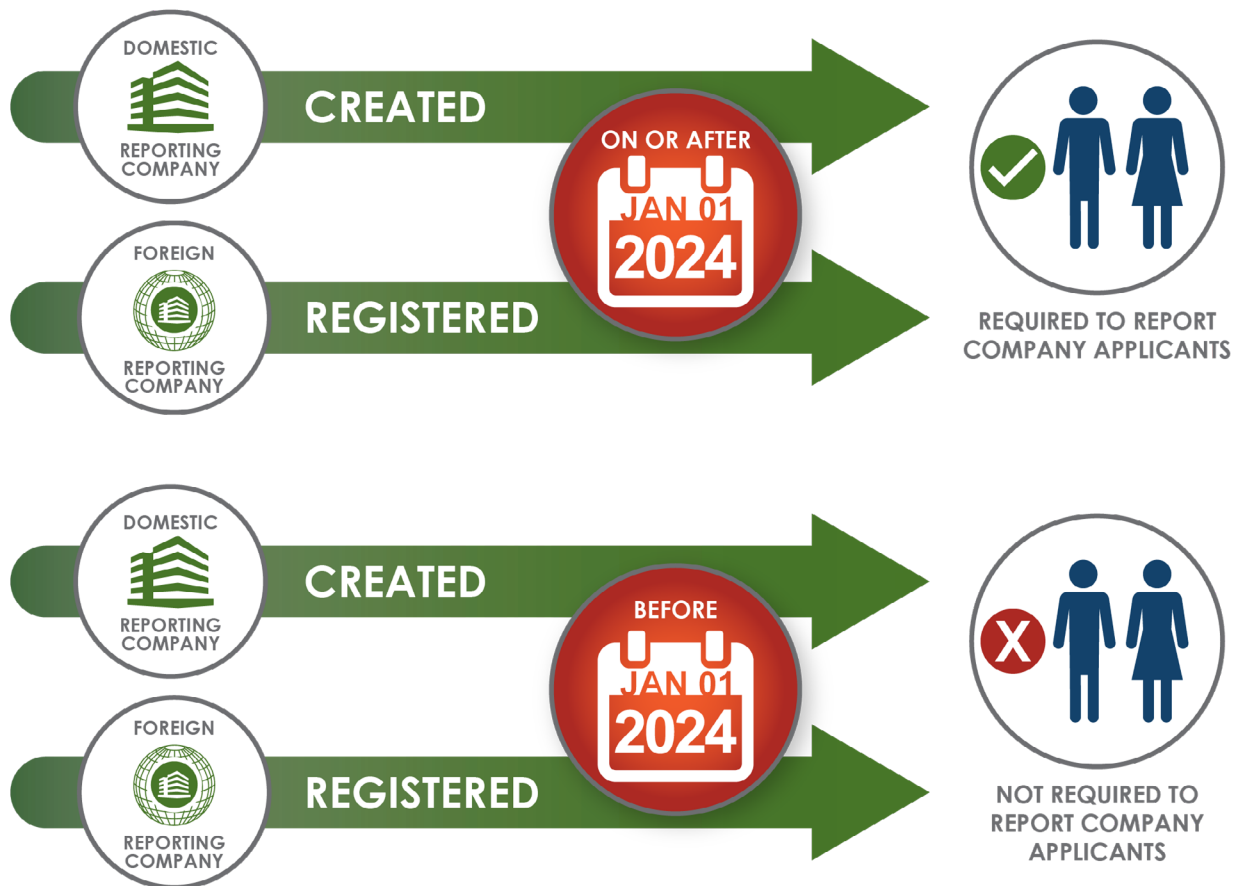 DOMESTIC
REPORTING
COMPANY
CREATED
ON OR AFTER
JAN 01
2024
FOREIGN
REPORTING
COMPANY
REGISTERED
REQUIRED TO REPORT
COMPANY APPLICANTS
DOMESTIC
REPORTING
COMPANY
CREATED
BEFORE
JAN 01
2024
FOREIGN
REPORTING
COMPANY
REGISTERED
X
NOT REQUIRED TO
REPORT COMPANY
APPLICANTS